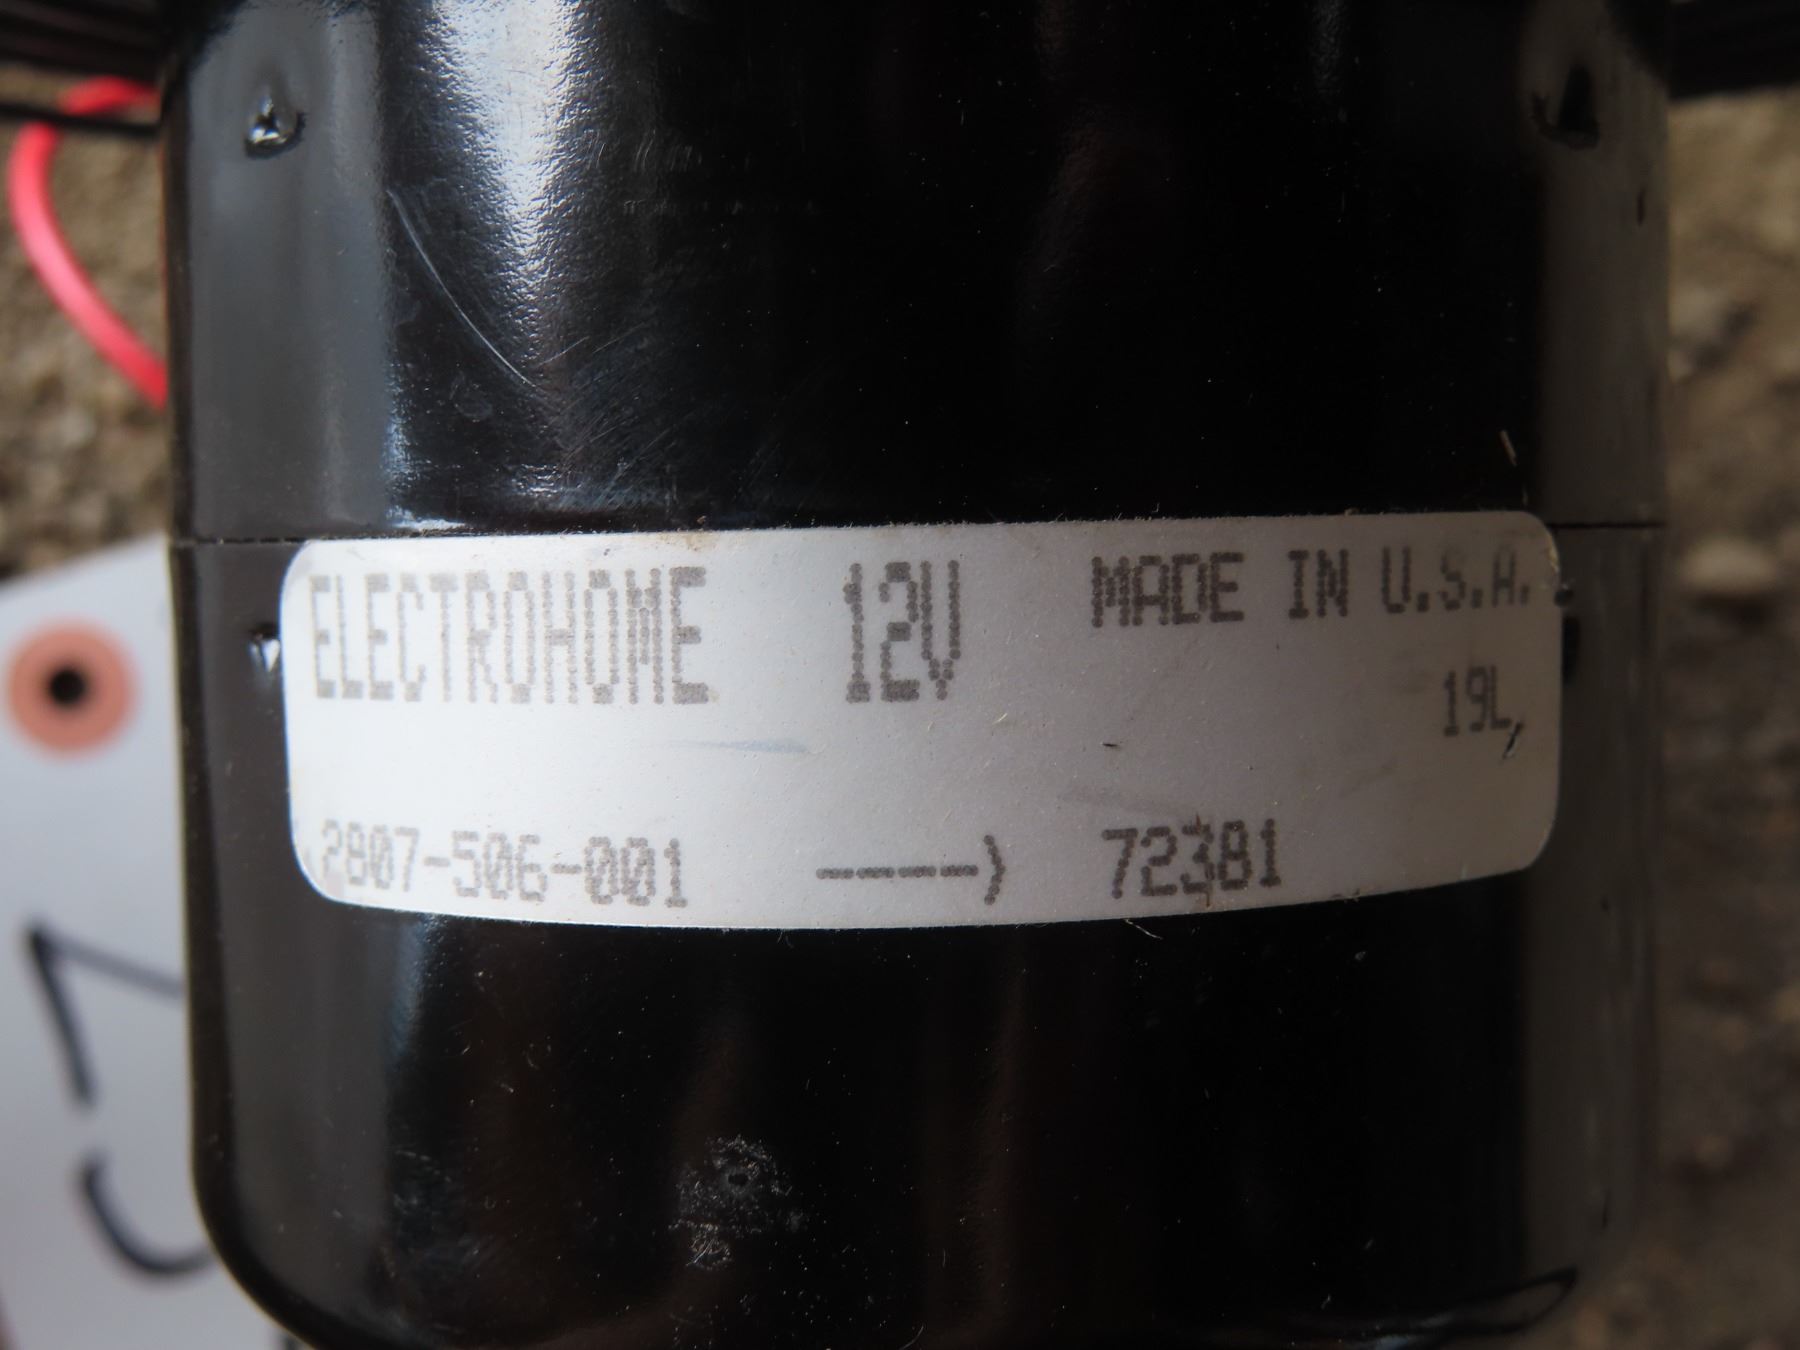 ELECTROHOME 12V MADE IN U.S.A.
19L
2807-506-001 ----> 72381